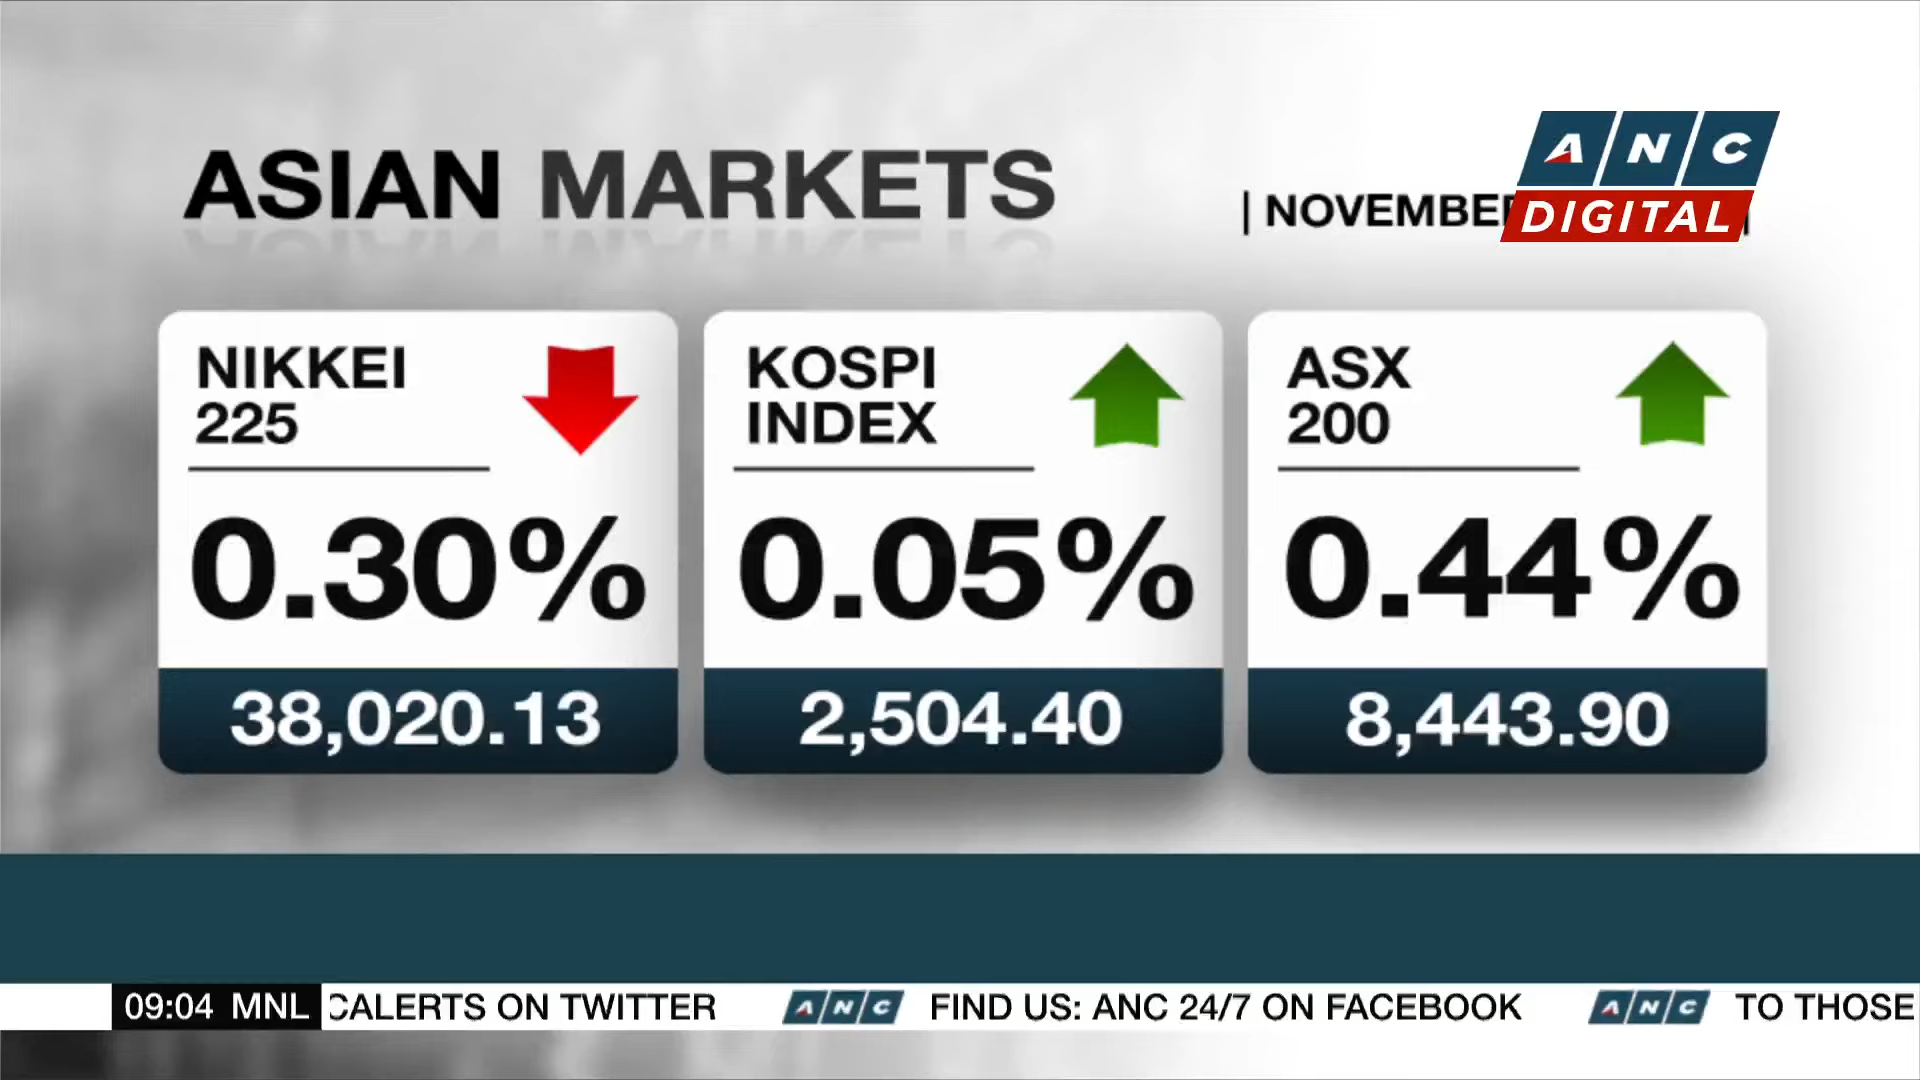 ASIAN MARKETS
| NOVEMBER
ANC
DIGITAL
NIKKEI
225
0.30%
38,020.13
KOSPI
INDEX
0.05%
2,504.40
ASX
200
0.44%
8,443.90
09:04 MNL CALERTS ON TWITTER ANC FIND US: ANC 24/7 ON FACEBOOK ANC TO THOSE